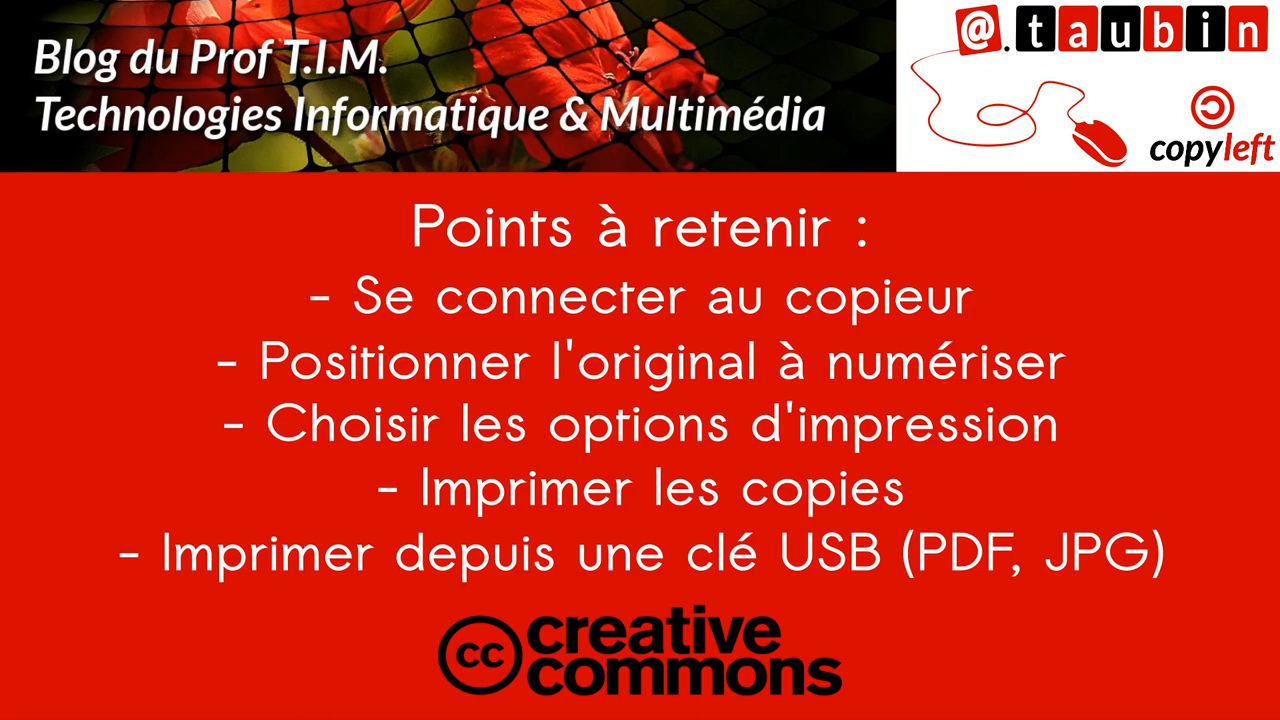 Blog du Prof T.I.M.
Technologies Informatique & Multimédia
@.taubin
copyleft
Points à retenir :
- Se connecter au copieur
- Positionner l'original à numériser
- Choisir les options d'impression
- Imprimer les copies
- Imprimer depuis une clé USB (PDF, JPG)
cc creative
commons